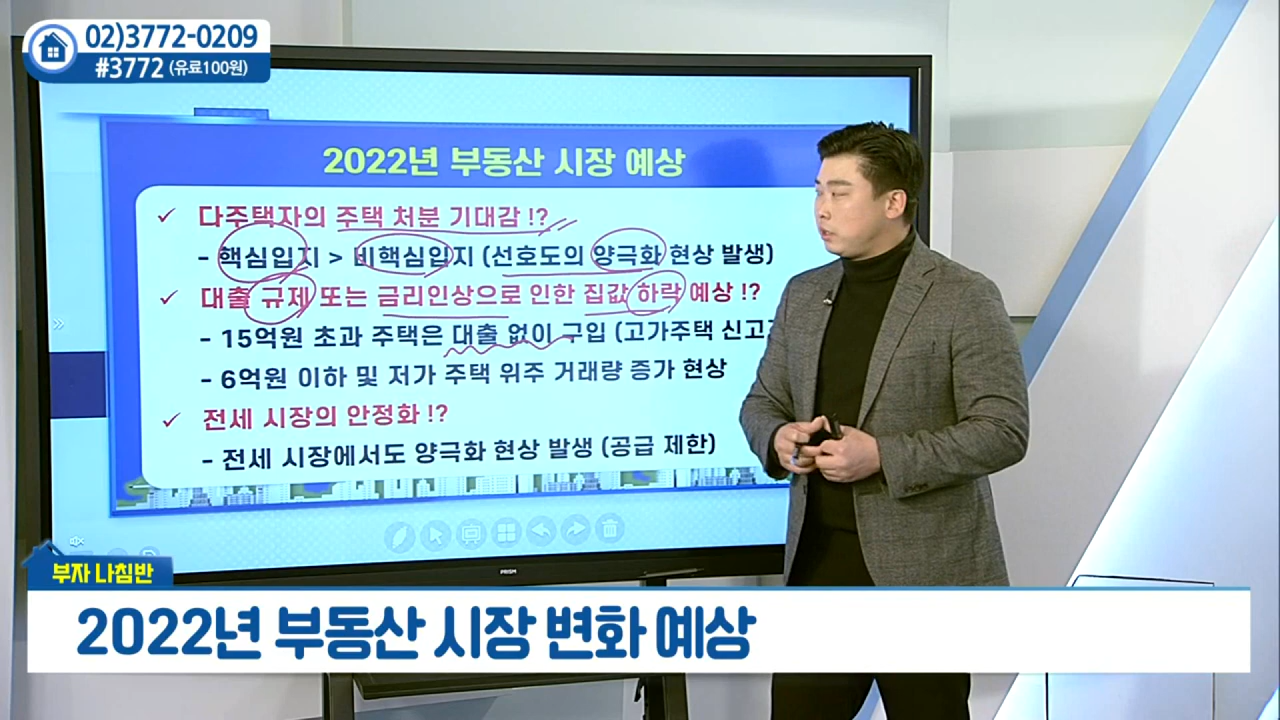 02)3772-0209
#3772 (유료100원)
2022년 부동산 시장 예상
✓ 다주택자의 주택 처분 기대감 !?
- 핵심입지 > 비핵심입지 (선호도의 양극화 현상 발생)
✓ 대출 규제 또는 금리인상으로 인한 집값 하락 예상 !?
- 15억원 초과 주택은 대출 없이 구입 (고가주택 신고
- 6억원 이하 및 저가 주택 위주 거래량 증가 현상
✓ 전세 시장의 안정화 !?
- 전세 시장에서도 양극화 현상 발생 (공급 제한)
PRISM
부자 나침반
2022년 부동산 시장 변화 예상